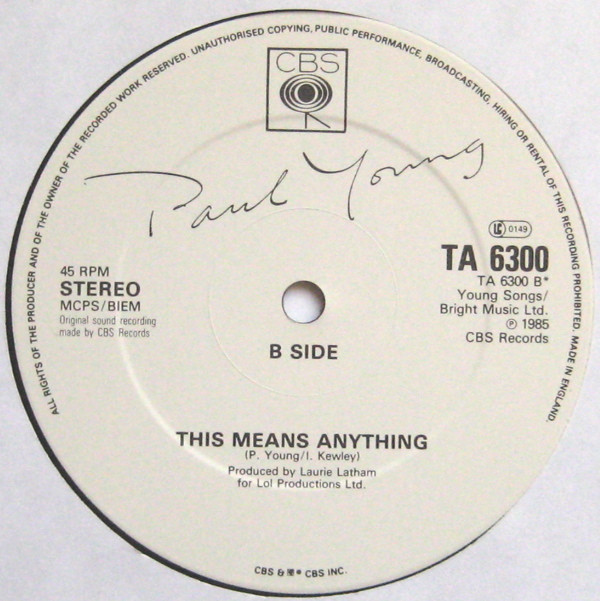 ALL RIGHTS OF THE PRODUCER AND OF THE OWNER OF THE RECORDED WORK RESERVED. UNAUTHORISED COPYING, PUBLIC PERFORMANCE, BROADCASTING, HIRING OR RENTAL OF THIS RECORDING PROHIBITED. MADE IN ENGLAND.
CBS
Paul Young
LC 0149
45 RPM
STEREO
MCPS/BIEM
Original sound recording
made by CBS Records
TA 6300
TA 6300 B*
Young Songs/
Bright Music Ltd.
℗ 1985
CBS Records
B SIDE
THIS MEANS ANYTHING
(P. Young/I. Kewley)
Produced by Laurie Latham
for Lol Productions Ltd.
CBS & * CBS INC.